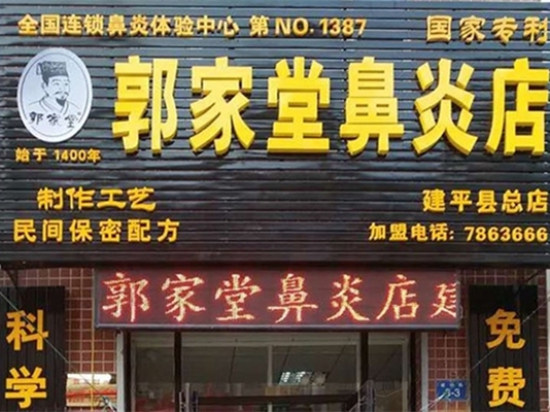 全国连锁鼻炎体验中心 第 NO.1387
国家专利
郭家堂
郭家堂鼻炎店
始于 1400年
制作工艺
民间保密配方
建平县总店
加盟电话: 7863666
郭家堂鼻炎店建
科学
免费